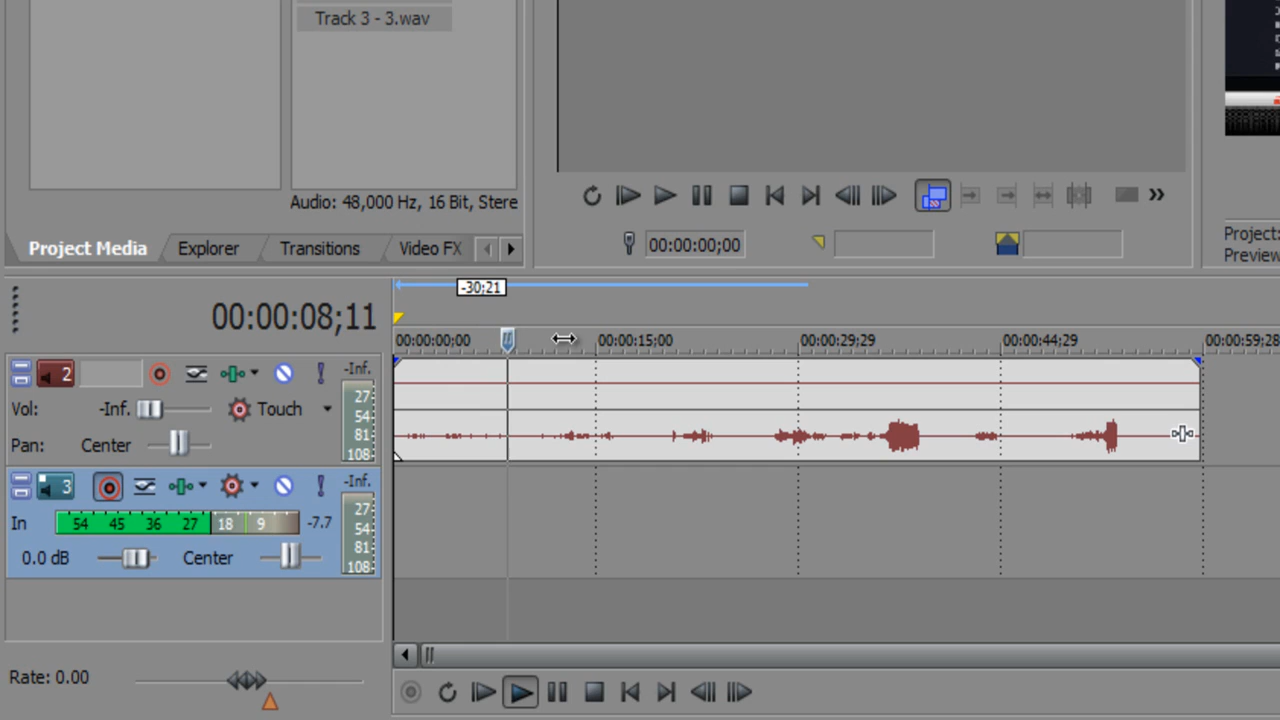 Track 3 - 3.wav
Audio: 48,000 Hz, 16 Bit, Stere
Project Media
Explorer
Transitions
Video FX
00:00:00;00
Project:
Preview
-30;21
00:00:08;11
00:00:00;00
00:00:15;00
00:00:29;29
00:00:44;29
00:00:59;28
2
-Inf.
Vol:
-Inf.
Touch
Pan:
Center
27
54
81
108
3
-Inf.
In
54 45 36 27 18 9
-7.7
0.0 dB
Center
27
54
81
108
Rate: 0.00